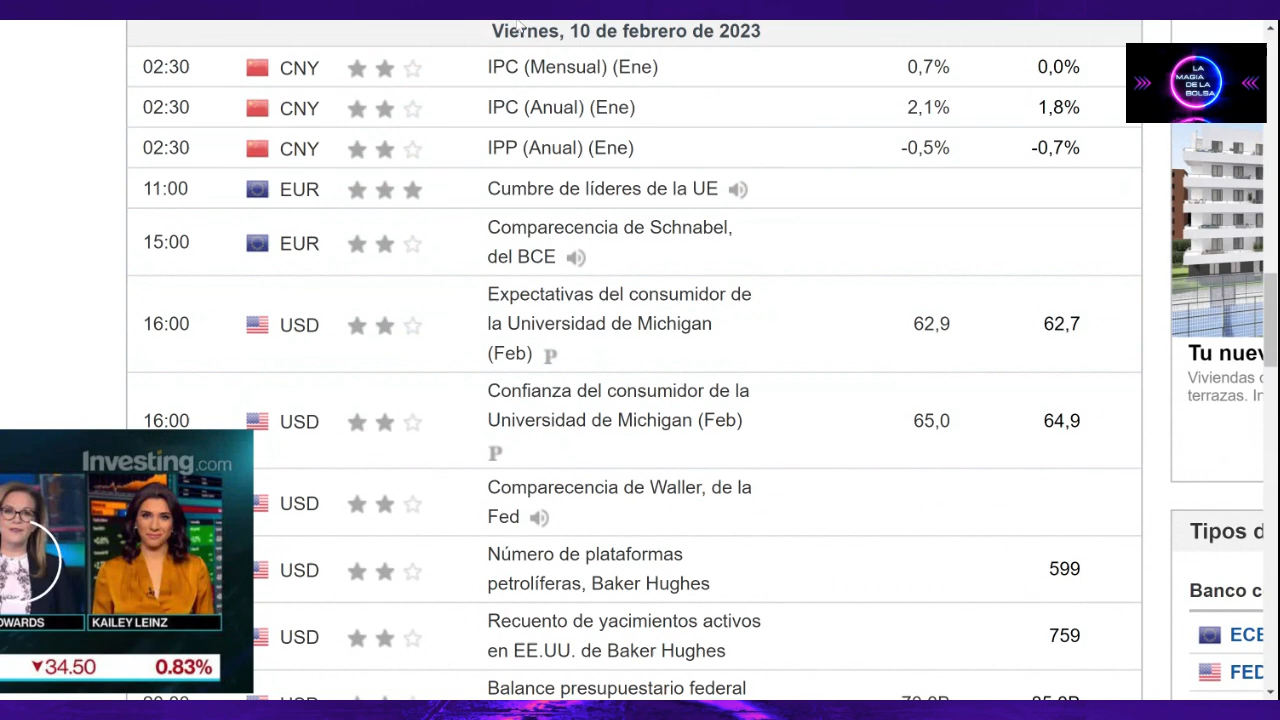 Viernes, 10 de febrero de 2023
02:30 CNY IPC (Mensual) (Ene) 0,7% 0,0%
LA
MAGIA
DE LA
BOLSA
02:30 CNY IPC (Anual) (Ene) 2,1% 1,8%
02:30 CNY IPP (Anual) (Ene) -0,5% -0,7%
11:00 EUR Cumbre de líderes de la UE
15:00 EUR Comparecencia de Schnabel,
del BCE
Expectativas del consumidor de
16:00 USD la Universidad de Michigan 62,9 62,7
(Feb) P
Tu nuev
Viviendas
terrazas.
Confianza del consumidor de la
16:00 USD Universidad de Michigan (Feb) 65,0 64,9
P
Investing.com
USD Comparecencia de Waller, de la
Fed
Tipos d
USD Número de plataformas 599
petrolíferas, Baker Hughes
Banco c
USD Recuento de yacimientos activos 759
en EE.UU. de Baker Hughes
DWARDS KAILEY LEINZ
34.50 0.83%
ECE
FED
Balance presupuestario federal